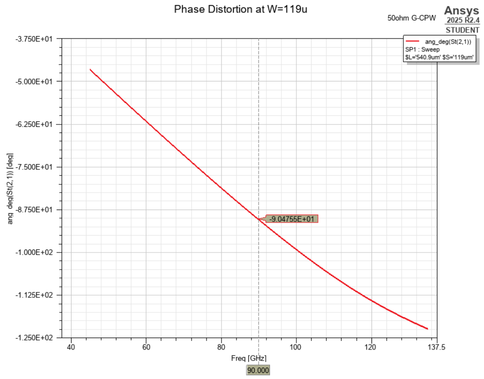 Phase Distortion at W=119u
50ohm G-CPW
Ansys
2025 R2.4
STUDENT
ang_deg(St(2,1))
SP1 : Sweep
$L='540.9um' $S='119um'
ang_deg(St(2,1)) [deg]
-3.750E+01
-5.000E+01
-6.250E+01
-7.500E+01
-8.750E+01
-1.000E+02
-1.125E+02
-1.250E+02
-9.04755E+01
40
60
80
100
120
137.5
Freq [GHz]
90.000